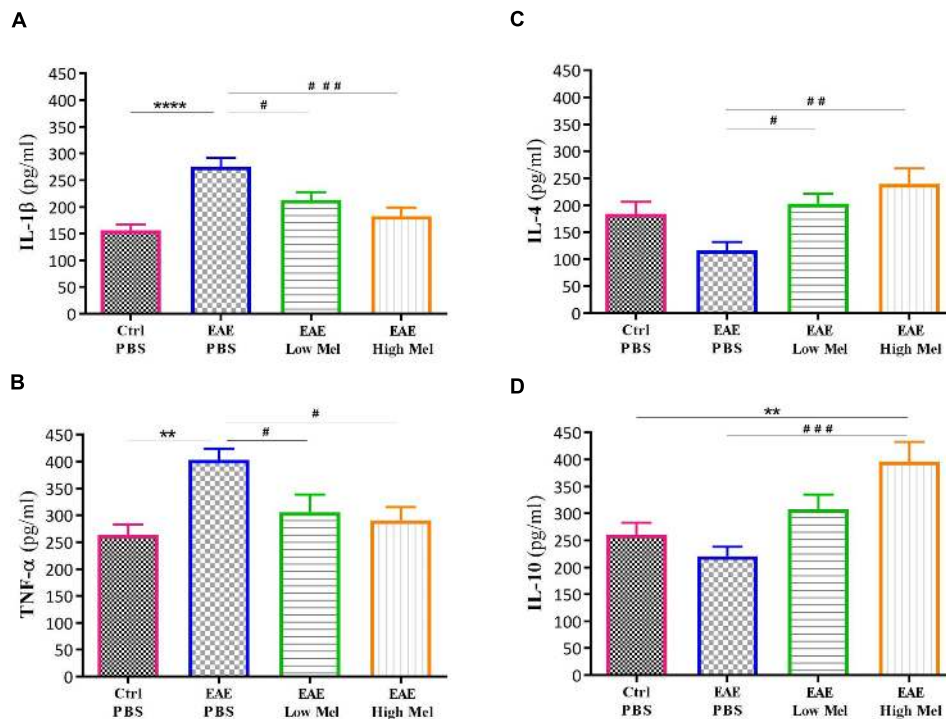 A
IL-1β (pg/ml)
450
400
350
300
250
200
150
100
50
0
****
#
# # #
Ctrl
PBS
EAE
PBS
EAE
Low Mel
EAE
High Mel
C
IL-4 (pg/ml)
450
400
350
300
250
200
150
100
50
0
#
# #
Ctrl
PBS
EAE
PBS
EAE
Low Mel
EAE
High Mel
B
TNF-α (pg/ml)
450
400
350
300
250
200
150
100
50
0
**
#
#
Ctrl
PBS
EAE
PBS
EAE
Low Mel
EAE
High Mel
D
IL-10 (pg/ml)
450
400
350
300
250
200
150
100
50
0
**
# # #
Ctrl
PBS
EAE
PBS
EAE
Low Mel
EAE
High Mel